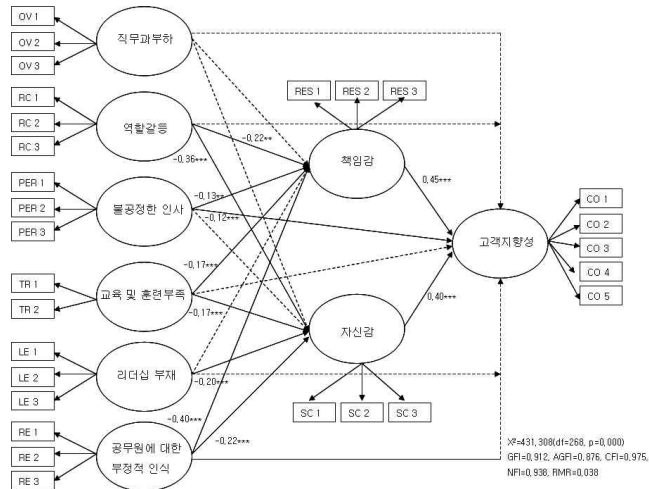 OV 1
OV 2
OV 3
직무과부하
RC 1
RC 2
RC 3
역할갈등
PER 1
PER 2
PER 3
불공정한 인사
TR 1
TR 2
교육 및 훈련부족
LE 1
LE 2
LE 3
리더십 부재
RE 1
RE 2
RE 3
공무원에 대한
부정적 인식
RES 1
RES 2
RES 3
책임감
자신감
SC 1
SC 2
SC 3
고객지향성
CO 1
CO 2
CO 3
CO 4
CO 5
-0.22**
-0.36***
-0.13**
-0.12***
-0.17***
-0.17***
-0.20***
-0.40***
-0.22***
0.45***
0.40***
X²=431.308(df=268, p=0.000)
GFI=0.912, AGFI=0.876, CFI=0.975,
NFI=0.938, RMR=0.038